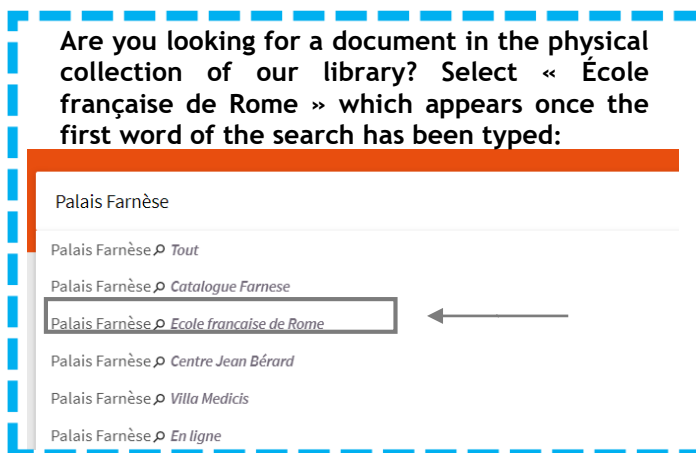 Are you looking for a document in the physical
collection of our library? Select « École
française de Rome » which appears once the
first word of the search has been typed:
Palais Farnèse
Palais Farnèse Tout
Palais Farnèse Catalogue Farnese
Palais Farnèse Ecole française de Rome
Palais Farnèse Centre Jean Bérard
Palais Farnèse Villa Medicis
Palais Farnèse En ligne